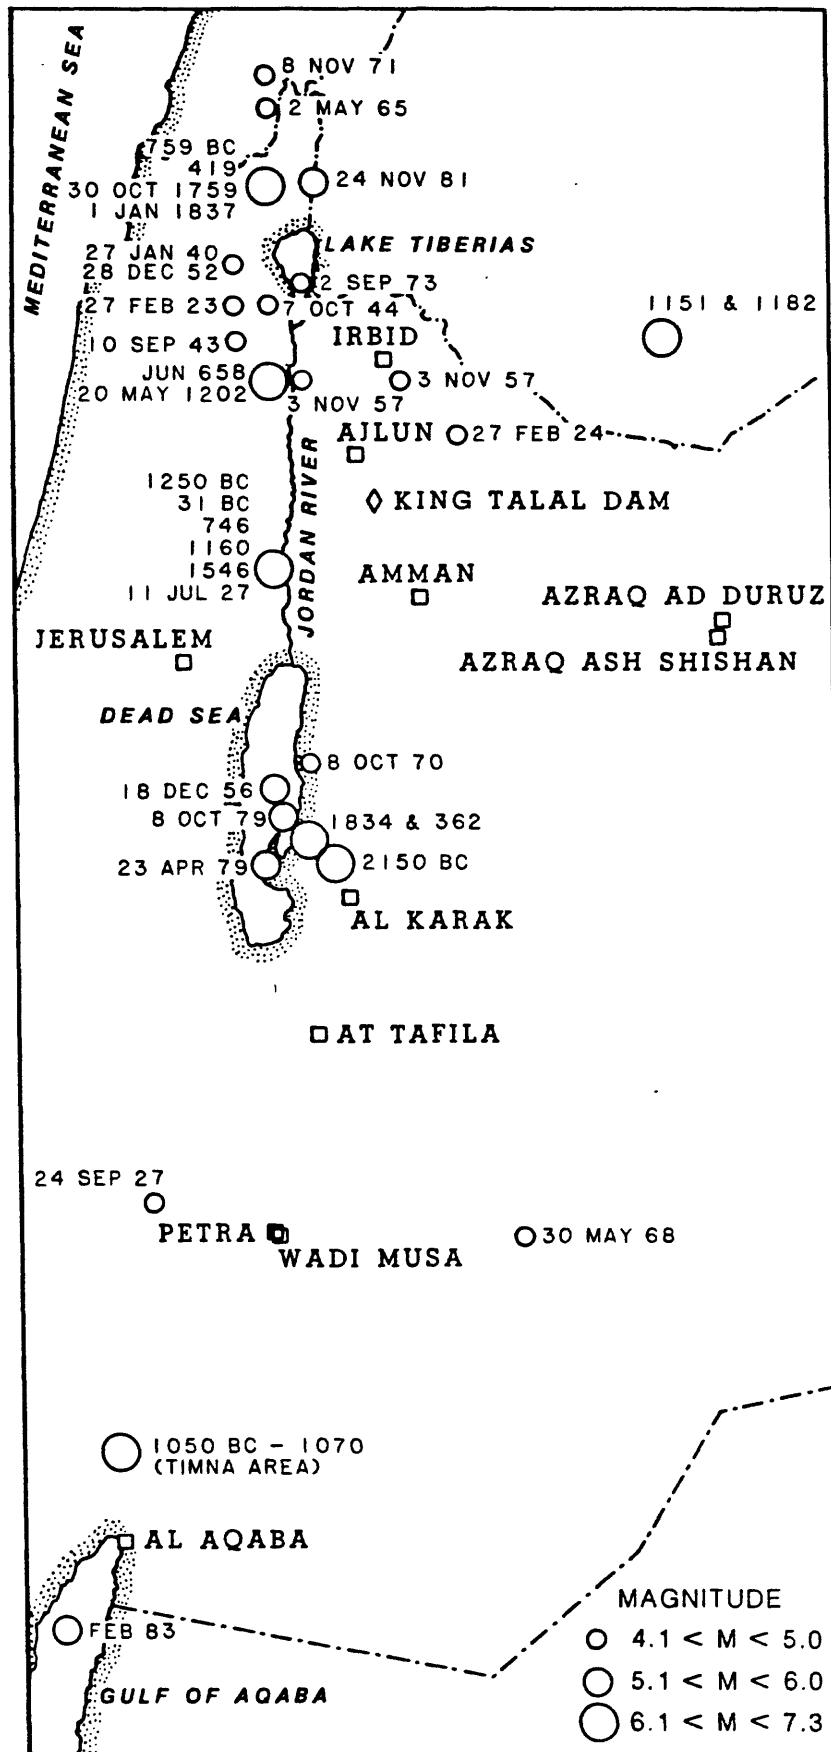 MEDITERRANEAN SEA
8 NOV 71
2 MAY 65
759 BC
419
30 OCT 1759
1 JAN 1837
24 NOV 81
LAKE TIBERIAS
27 JAN 40
28 DEC 52
2 SEP 73
27 FEB 23
7 OCT 44
1151 & 1182
10 SEP 43
IRBID
JUN 658
20 MAY 1202
3 NOV 57
3 NOV 57
AJLUN
27 FEB 24
JORDAN RIVER
1250 BC
31 BC
746
1160
1546
11 JUL 27
KING TALAL DAM
AMMAN
AZRAQ AD DURUZ
JERUSALEM
AZRAQ ASH SHISHAN
DEAD SEA
8 OCT 70
18 DEC 56
8 OCT 79
1834 & 362
23 APR 79
2150 BC
AL KARAK
AT TAFILA
24 SEP 27
PETRA
WADI MUSA
30 MAY 68
1050 BC - 1070
(TIMNA AREA)
AL AQABA
FEB 83
GULF OF AQABA
MAGNITUDE
4.1 < M < 5.0
5.1 < M < 6.0
6.1 < M < 7.3